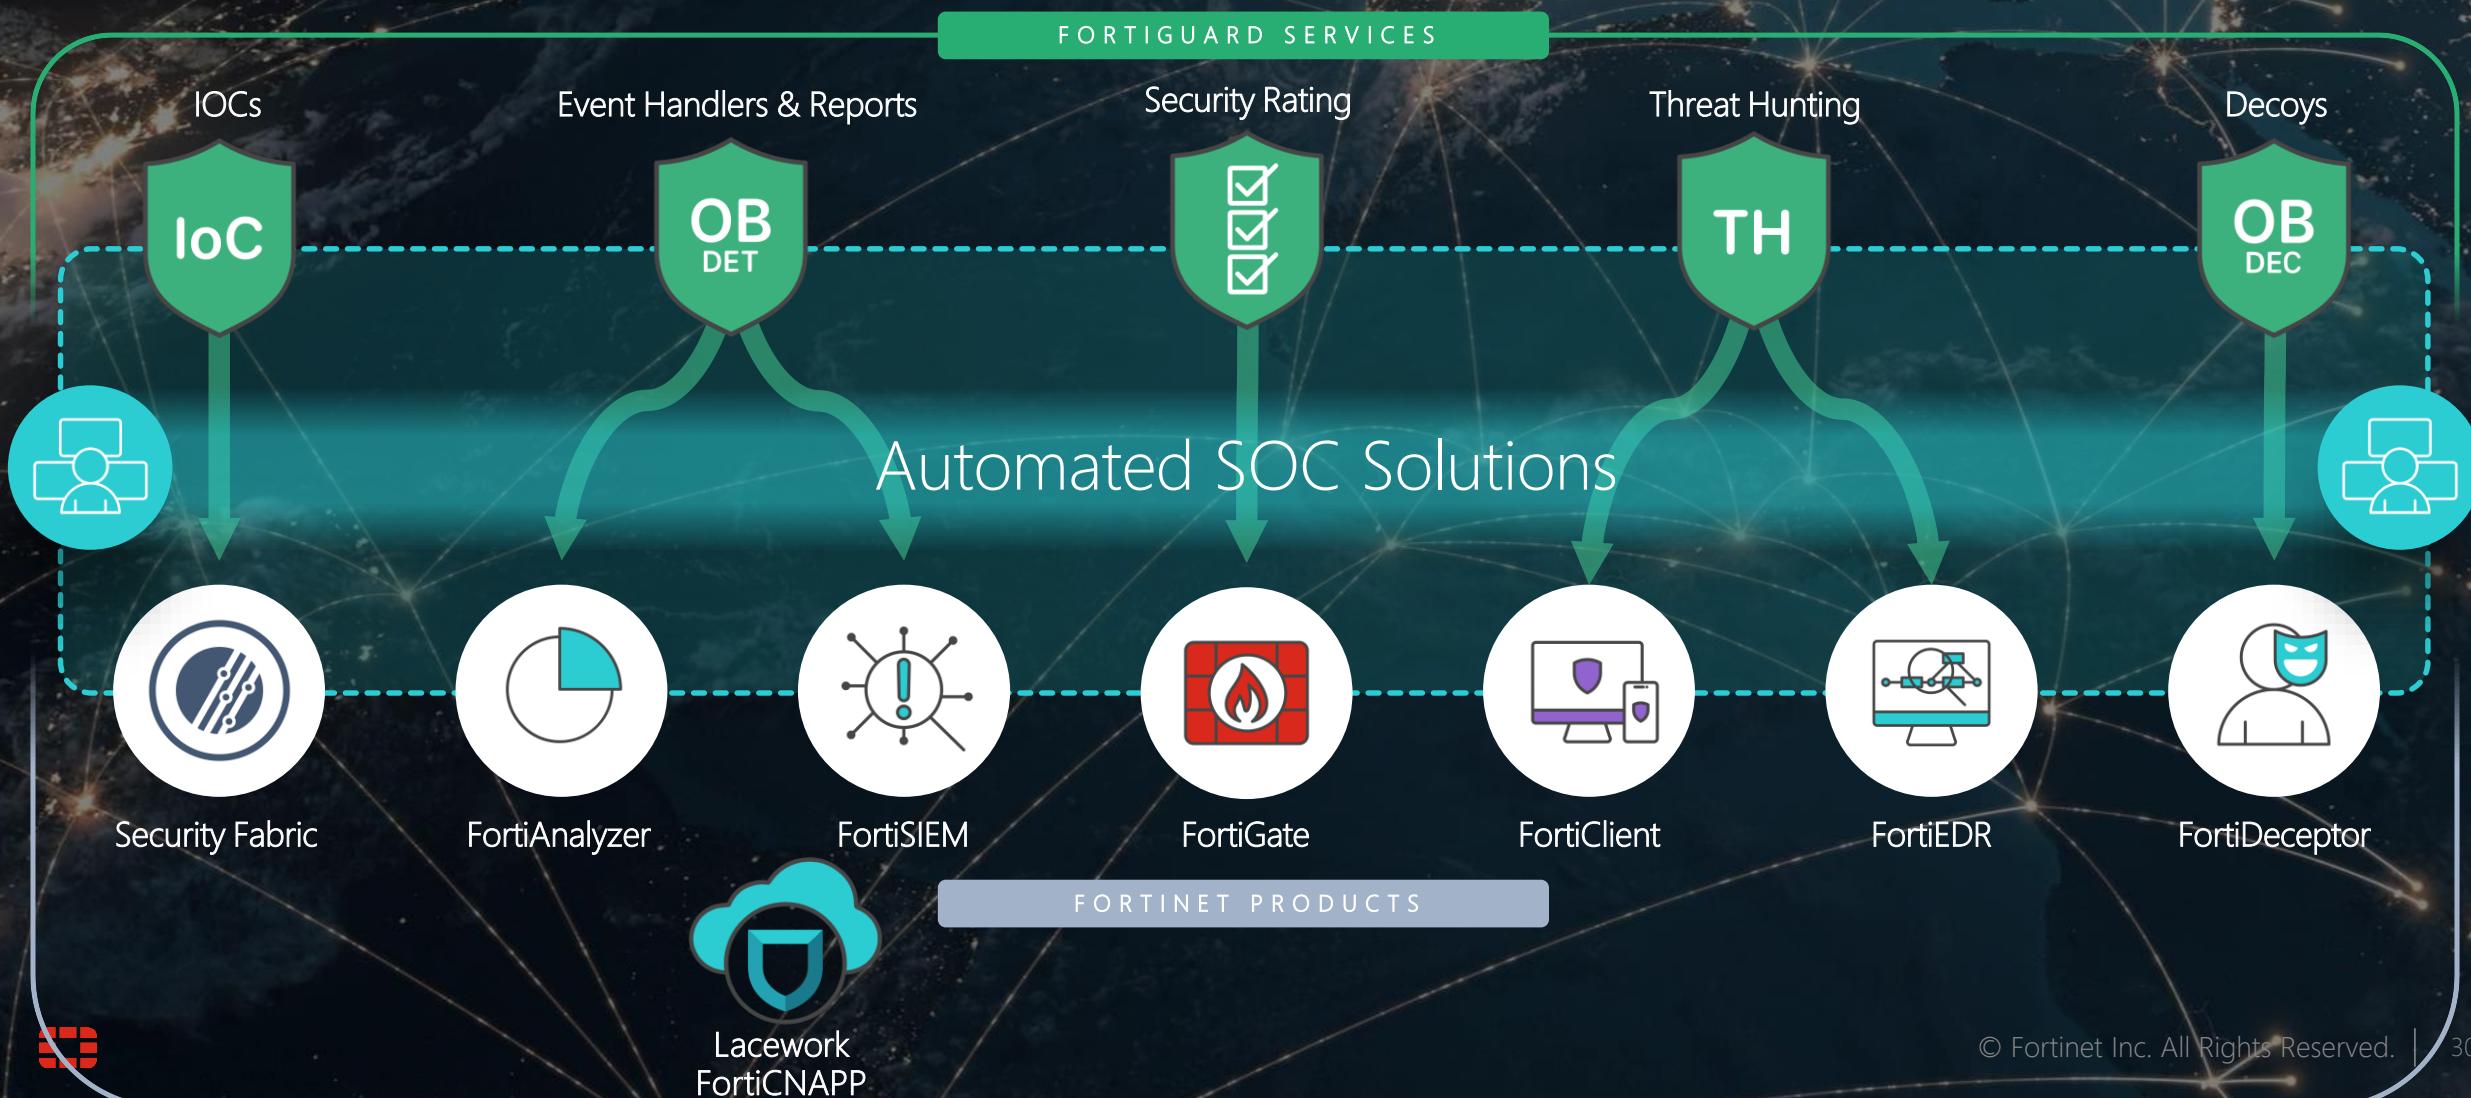 FORTIGUARD SERVICES
IOCs
Event Handlers & Reports
Security Rating
Threat Hunting
Decoys
IoC
OB
DET
TH
OB
DEC
Automated SOC Solutions
Security Fabric
FortiAnalyzer
FortiSIEM
FortiGate
FortiClient
FortiEDR
FortiDeceptor
FORTINET PRODUCTS
Lacework
FortiCNAPP
© Fortinet Inc. All Rights Reserved.
30